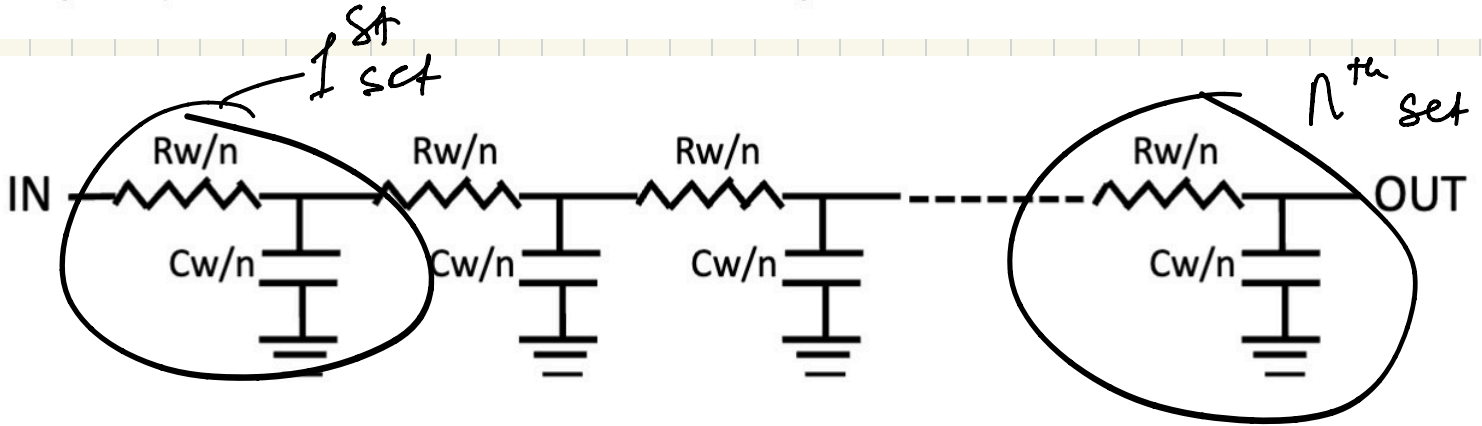 1st set
nth set
Rw/n Rw/n Rw/n Rw/n
IN OUT
Cw/n Cw/n Cw/n Cw/n